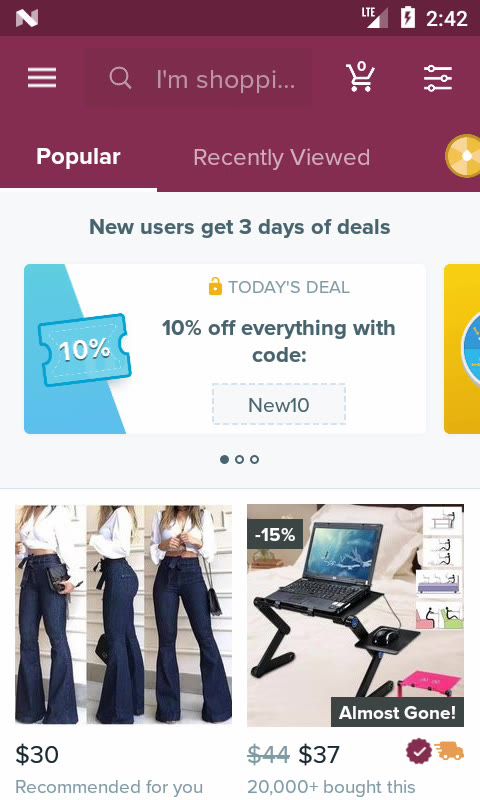 LTE 2:42
I'm shoppi... 0
Popular
Recently Viewed
New users get 3 days of deals
TODAY'S DEAL
10% off everything with
code:
10%
New10
-15%
Almost Gone!
$30
$44 $37
Recommended for you
20,000+ bought this